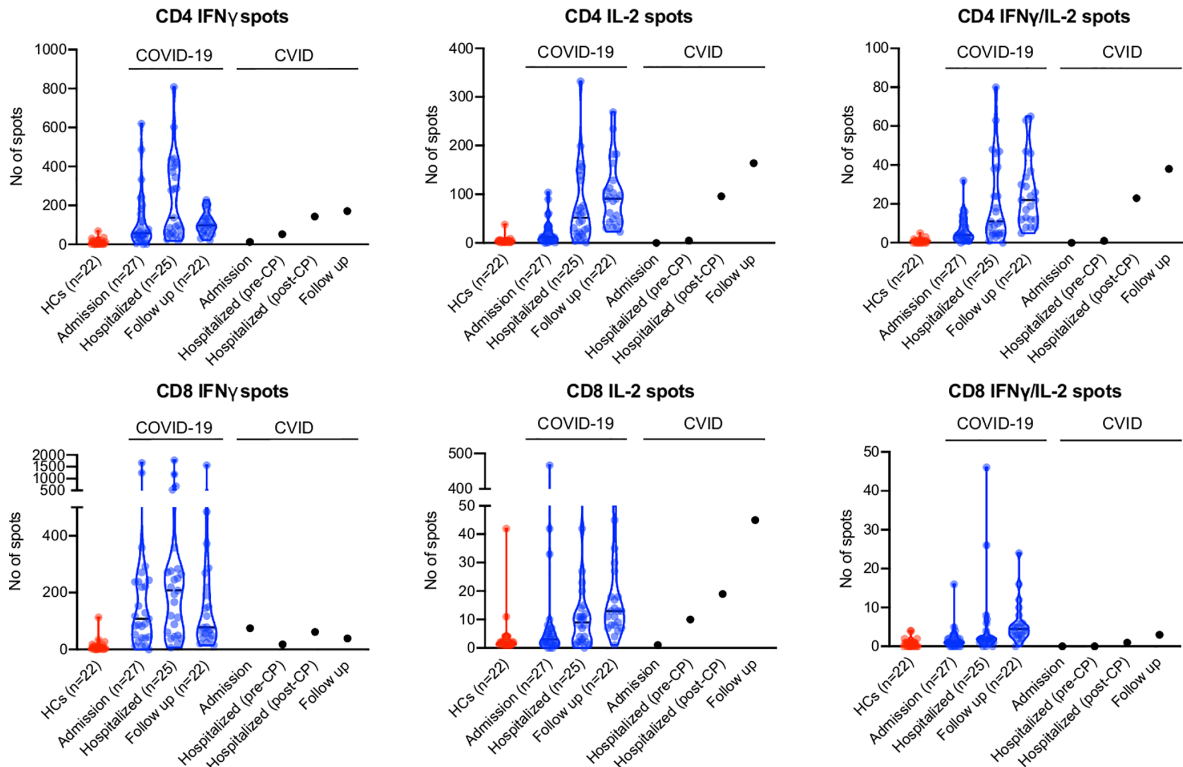 CD4 IFNγ spots
COVID-19 CVID
No of spots
1000
800
600
400
200
0
HCs (n=22)
Admission (n=27)
Hospitalized (n=25)
Follow up (n=22)
Admission
Hospitalized (pre-CP)
Hospitalized (post-CP)
Follow up
CD4 IL-2 spots
COVID-19 CVID
No of spots
400
300
200
100
0
HCs (n=22)
Admission (n=27)
Hospitalized (n=25)
Follow up (n=22)
Admission
Hospitalized (pre-CP)
Hospitalized (post-CP)
Follow up
CD4 IFNγ/IL-2 spots
COVID-19 CVID
No of spots
100
80
60
40
20
0
HCs (n=22)
Admission (n=27)
Hospitalized (n=25)
Follow up (n=22)
Admission
Hospitalized (pre-CP)
Hospitalized (post-CP)
Follow up
CD8 IFNγ spots
COVID-19 CVID
No of spots
2000
1500
1000
500
400
200
0
HCs (n=22)
Admission (n=27)
Hospitalized (n=25)
Follow up (n=22)
Admission
Hospitalized (pre-CP)
Hospitalized (post-CP)
Follow up
CD8 IL-2 spots
COVID-19 CVID
No of spots
500
400
50
40
30
20
10
0
HCs (n=22)
Admission (n=27)
Hospitalized (n=25)
Follow up (n=22)
Admission
Hospitalized (pre-CP)
Hospitalized (post-CP)
Follow up
CD8 IFNγ/IL-2 spots
COVID-19 CVID
No of spots
50
40
30
20
10
0
HCs (n=22)
Admission (n=27)
Hospitalized (n=25)
Follow up (n=22)
Admission
Hospitalized (pre-CP)
Hospitalized (post-CP)
Follow up